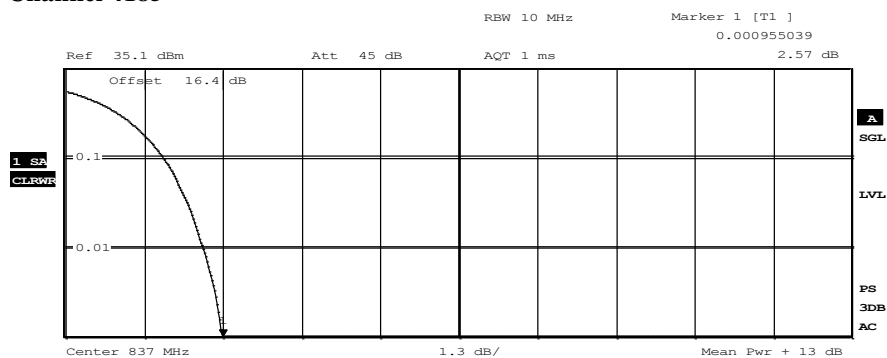 RBW 10 MHz Marker 1 [T1 ]
0.000955039
Ref 35.1 dBm Att 45 dB AQT 1 ms 2.57 dB
Offset 16.4 dB
A
SGL
0.1
1 SA
CLRWR
LVL
0.01
PS
1
3DB
AC
Center 837 MHz 1.3 dB/ Mean Pwr + 13 dB